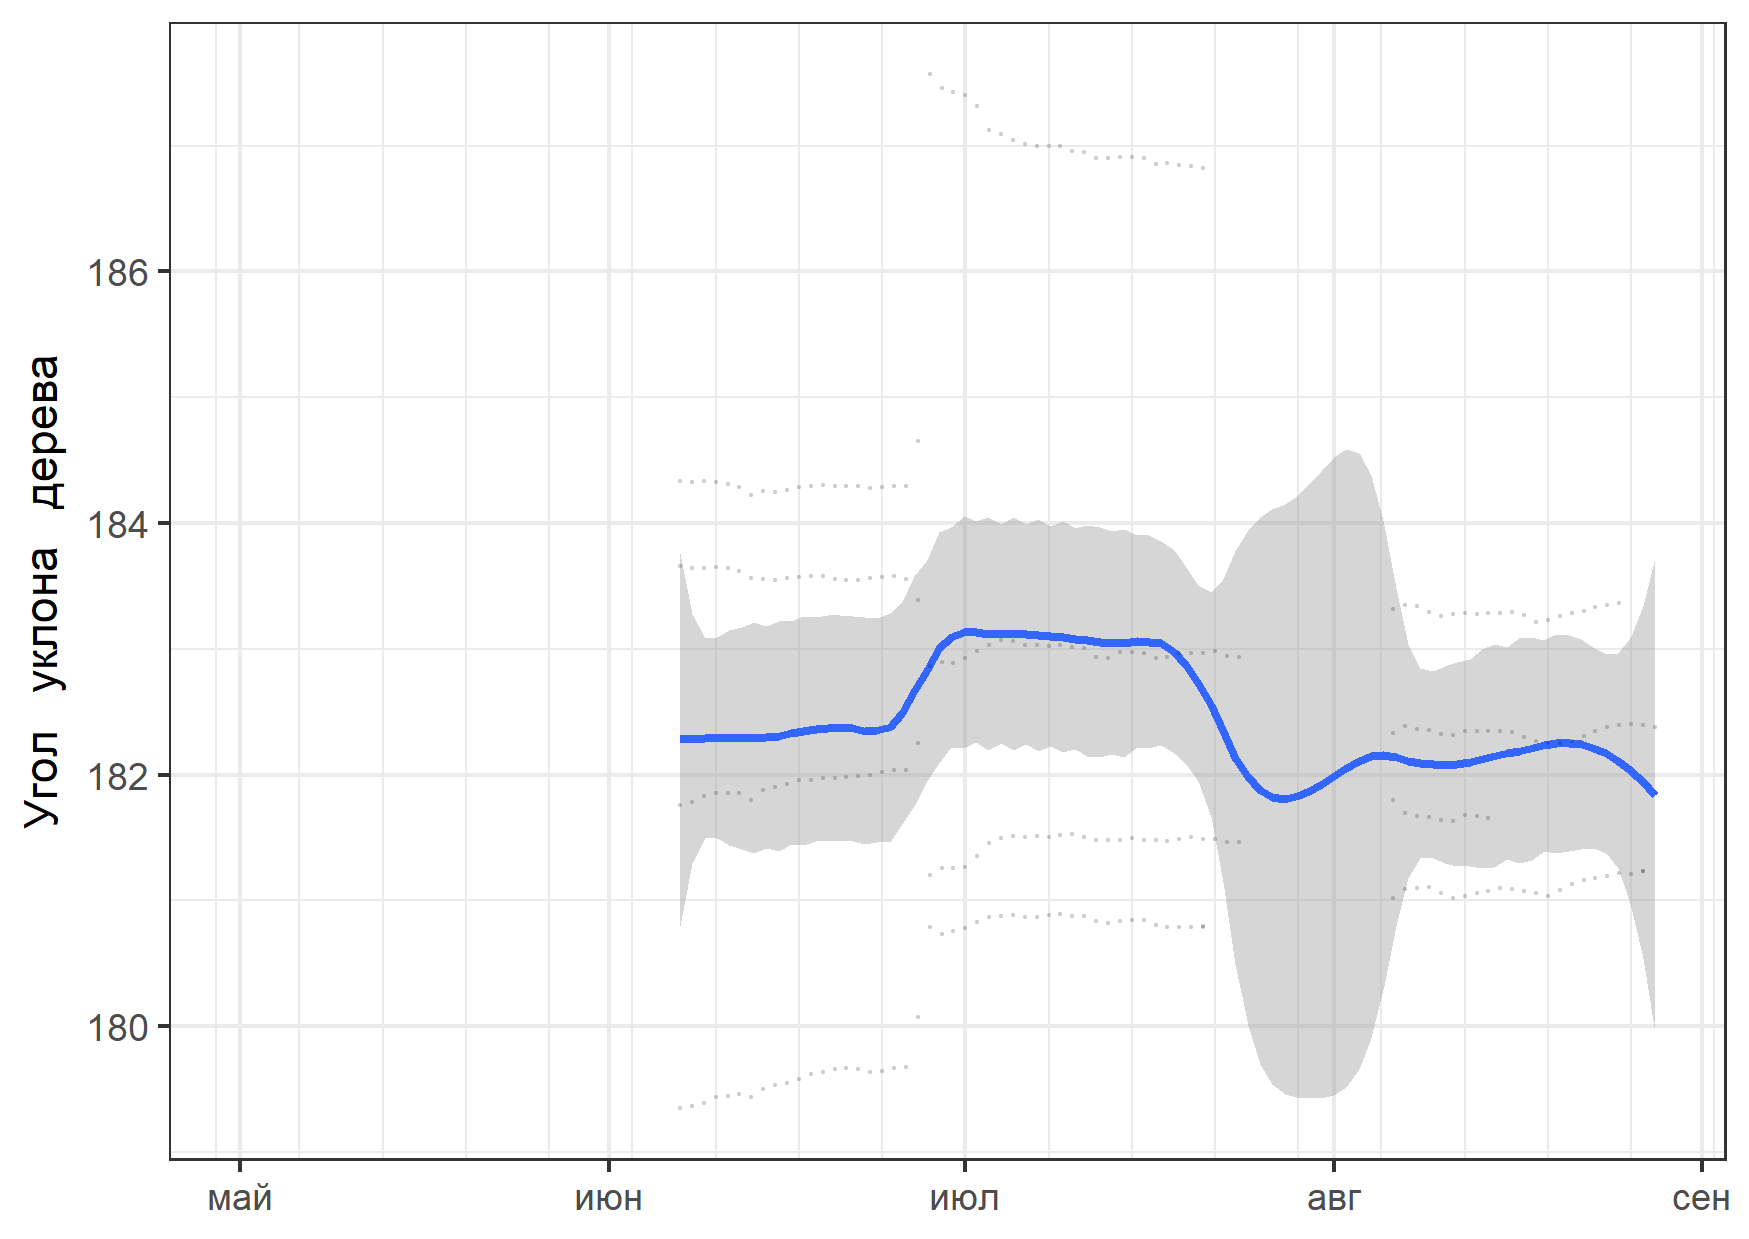 Угол уклона дерева
186
184
182
180
май
июн
июл
авг
сен